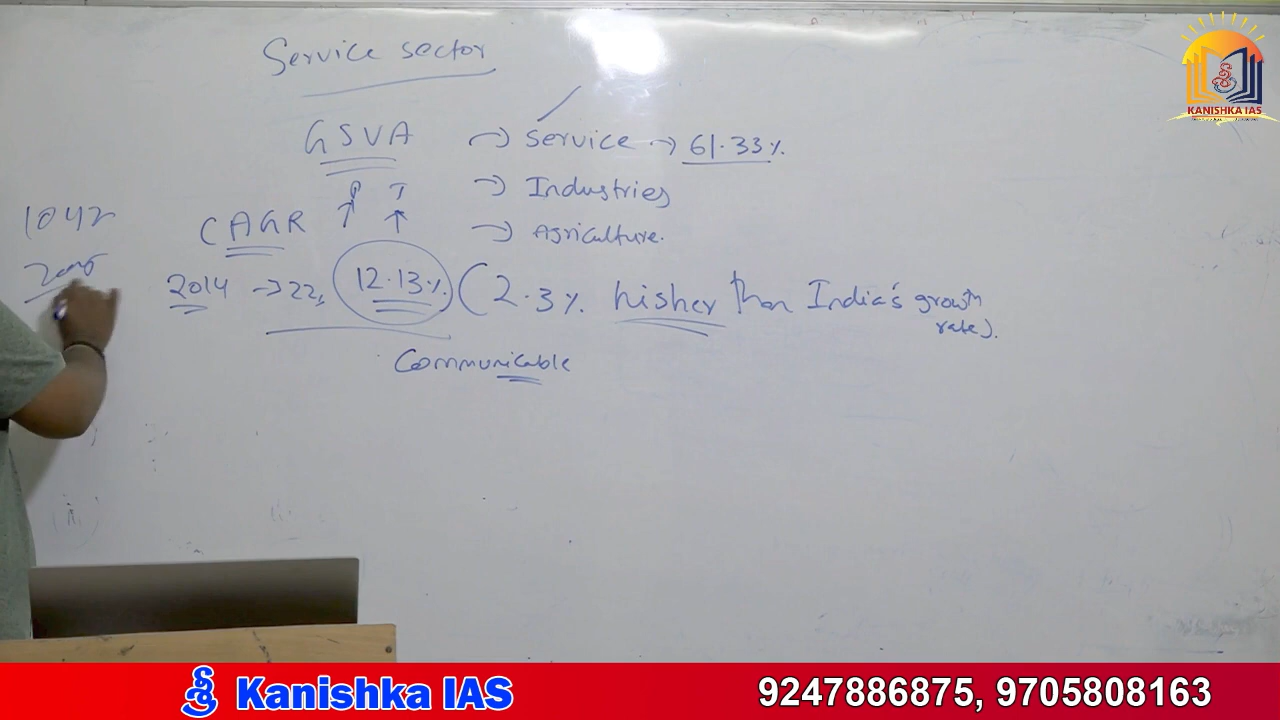 Service sector
GSVA → Service → 61.33%.
→ Industries
→ Agriculture.
1042
CAGR
2014 → 22, 12.13%. (2.3% higher than India's growth
rate).
Communicable
KANISHKA IAS
శ్రీ Kanishka IAS
9247886875, 9705808163